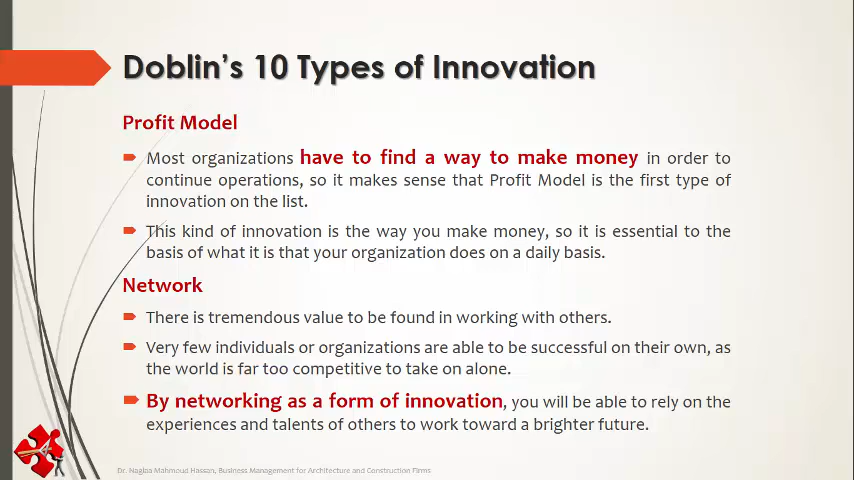 Doblin's 10 Types of Innovation
Profit Model
Most organizations have to find a way to make money in order to
continue operations, so it makes sense that Profit Model is the first type of
innovation on the list.
This kind of innovation is the way you make money, so it is essential to the
basis of what it is that your organization does on a daily basis.
Network
There is tremendous value to be found in working with others.
Very few individuals or organizations are able to be successful on their own, as
the world is far too competitive to take on alone.
By networking as a form of innovation, you will be able to rely on the
experiences and talents of others to work toward a brighter future.
Dr. Naglaa Mahmoud Hassan, Business Management for Architecture and Construction Firms